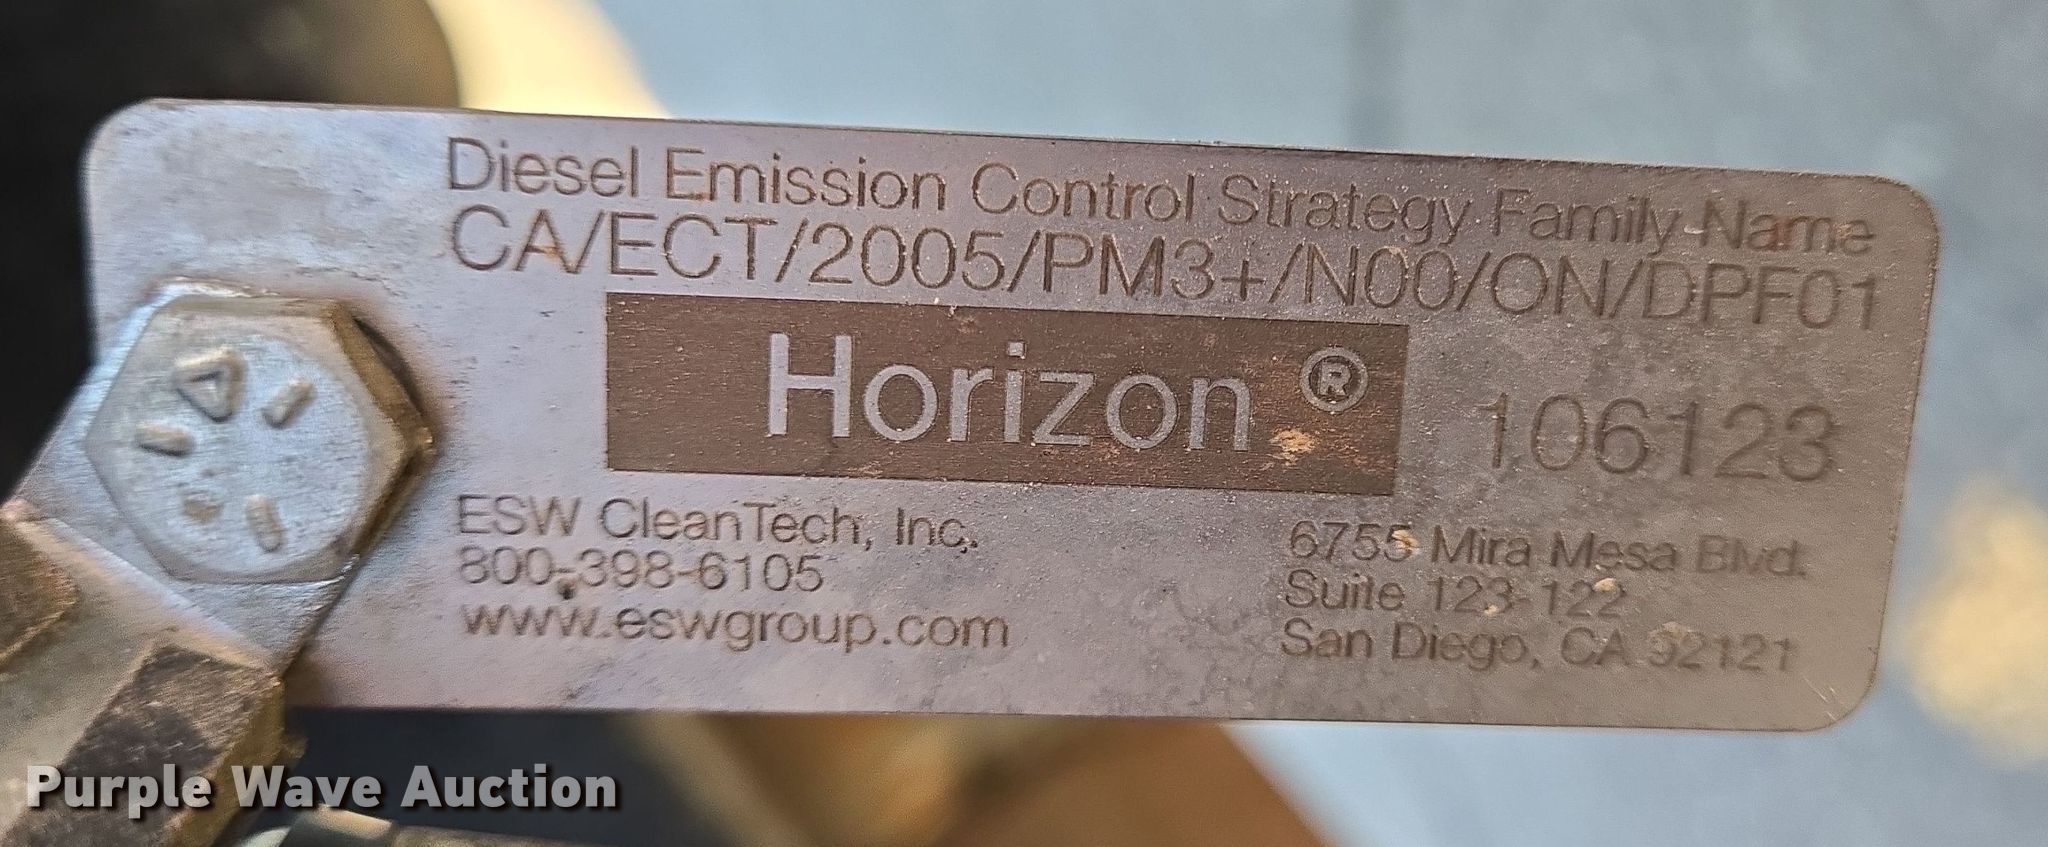 Diesel Emission Control Strategy Family Name
CA/ECT/2005/PM3+/N00/ON/DPF01
Horizon ®
106123
ESW CleanTech, Inc.
800-398-6105
www.eswgroup.com
6755 Mira Mesa Blvd.
Suite 123-122
San Diego, CA 92121
Purple Wave Auction